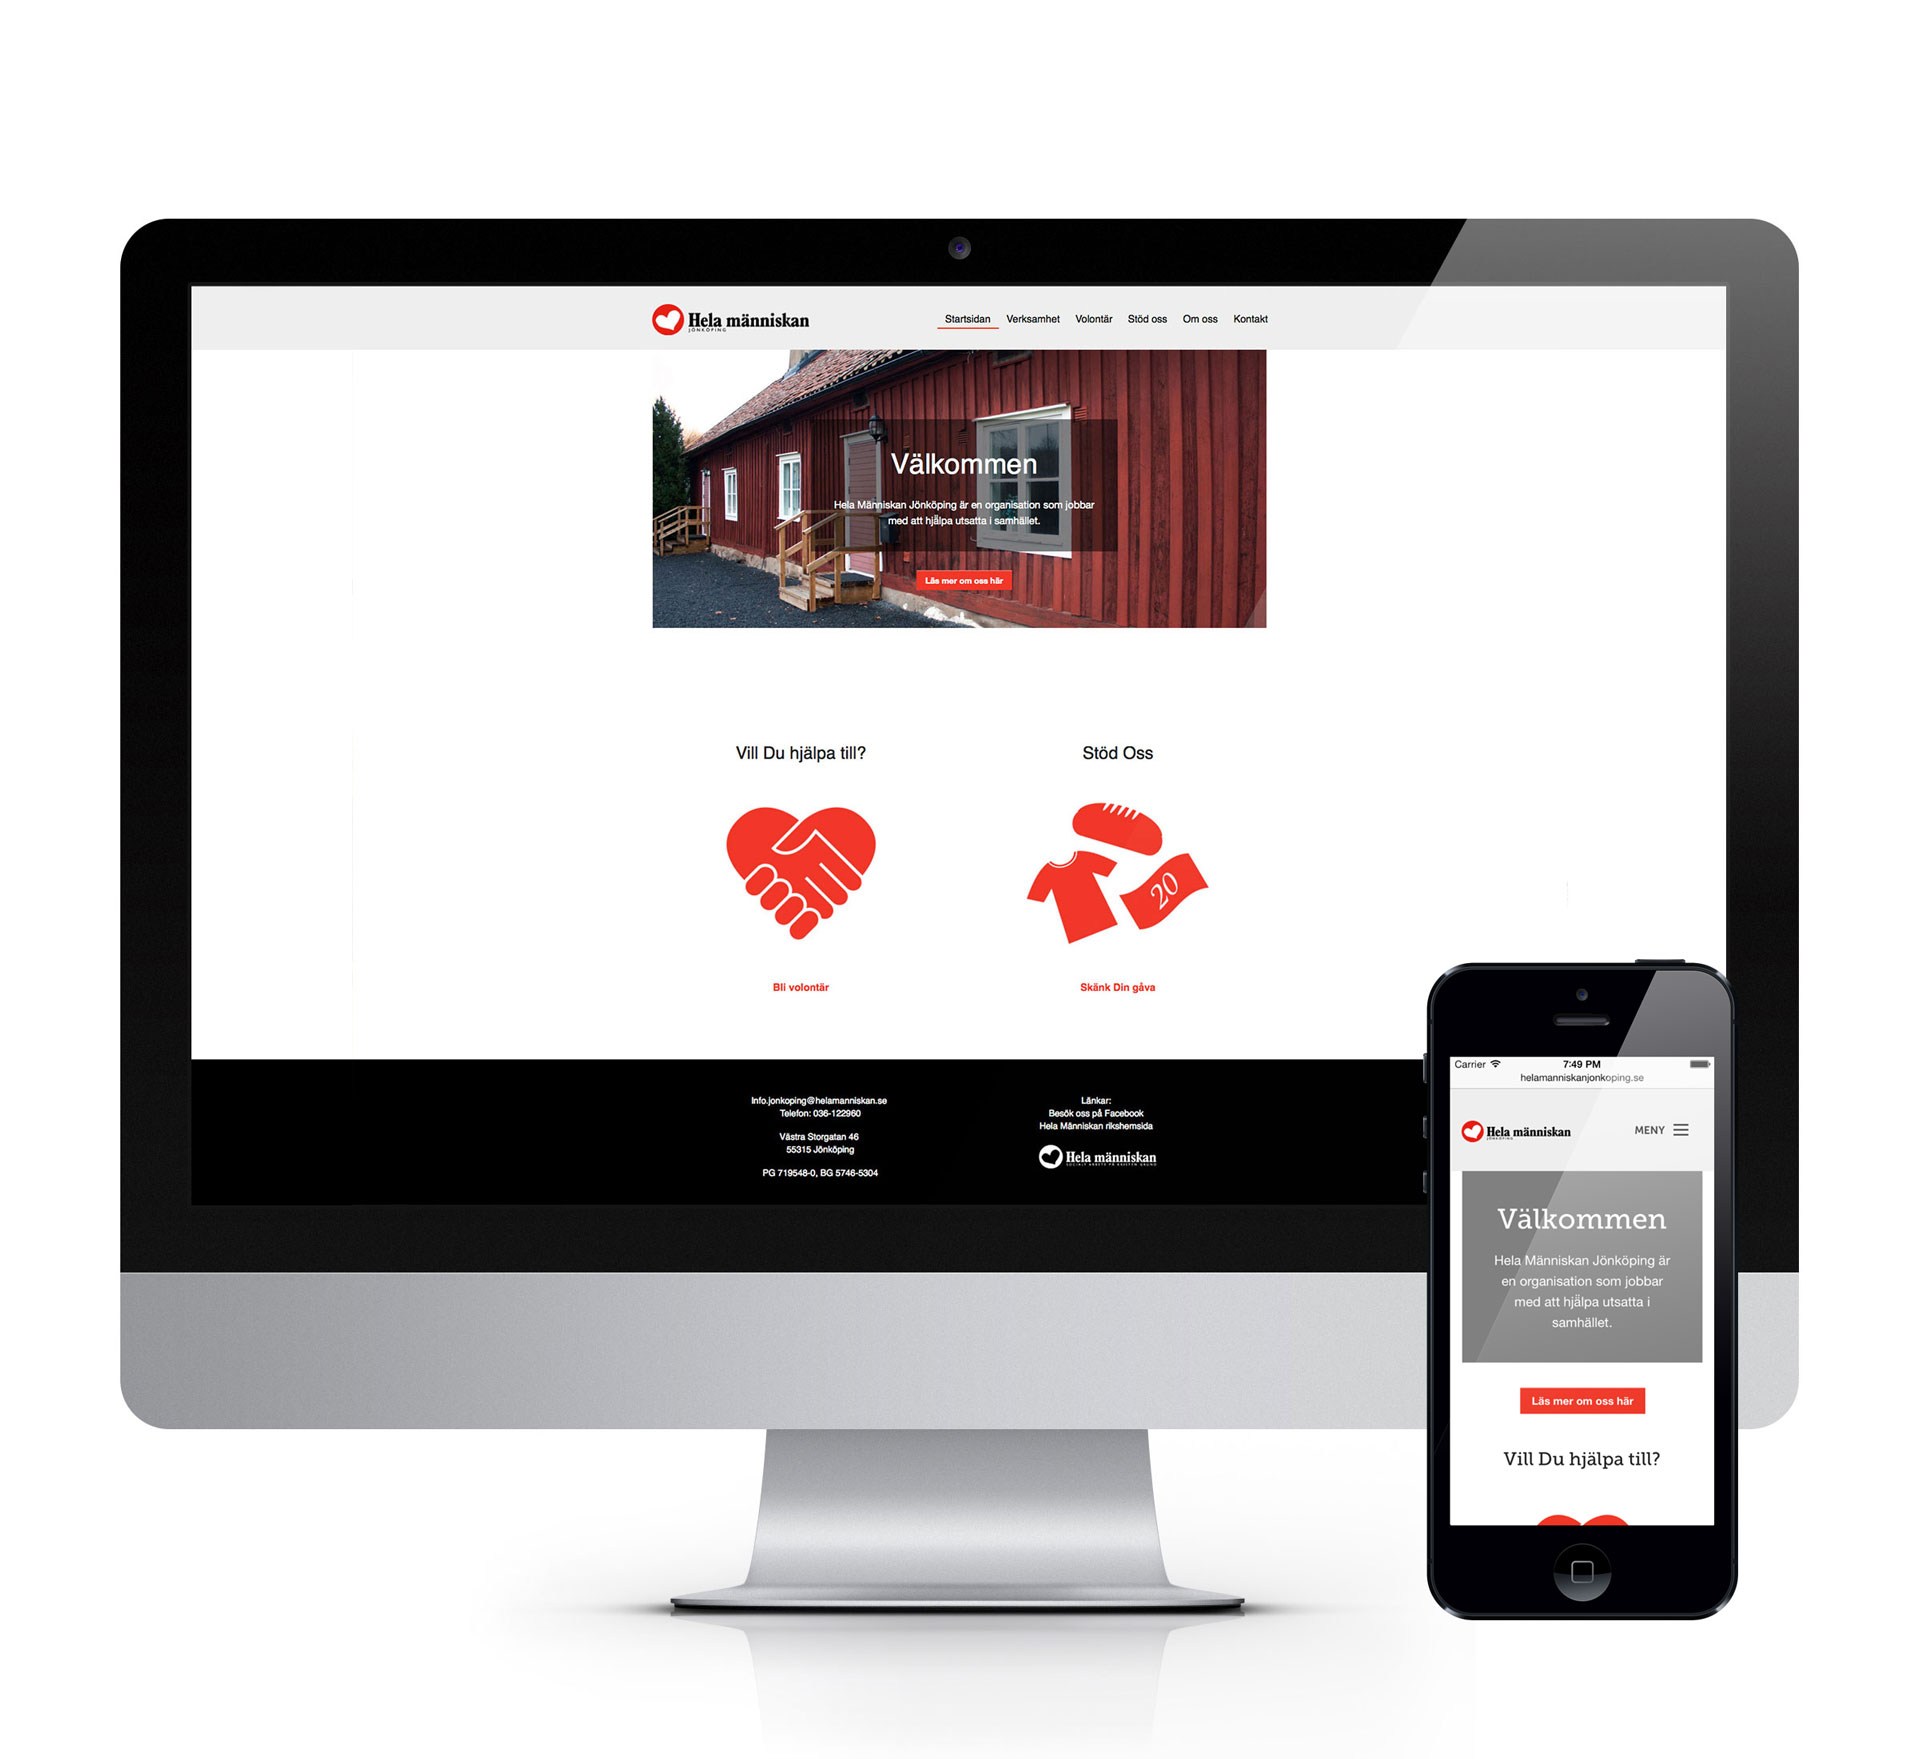 Hela människan
JÖNKÖPING
Startsidan Verksamhet Volontär Stöd oss Om oss Kontakt
Välkommen
Hela Människan Jönköping är en organisation som jobbar
med att hjälpa utsatta i samhället.
Läs mer om oss här
Vill Du hjälpa till?
Bli volontär
Stöd Oss
20
Skänk Din gåva
Info.jonkoping@helamanniskan.se
Telefon: 036-122960
Västra Storgatan 46
55315 Jönköping
PG 719548-0, BG 5746-5304
Länkar:
Besök oss på Facebook
Hela Människan rikshemsida
Hela människan
SOCIALT ARBETE PÅ KRISTEN GRUND
Carrier 7:49 PM
helamanniskanjonkoping.se
Hela människan
JÖNKÖPING
MENY
Välkommen
Hela Människan Jönköping är
en organisation som jobbar
med att hjälpa utsatta i
samhället.
Läs mer om oss här
Vill Du hjälpa till?